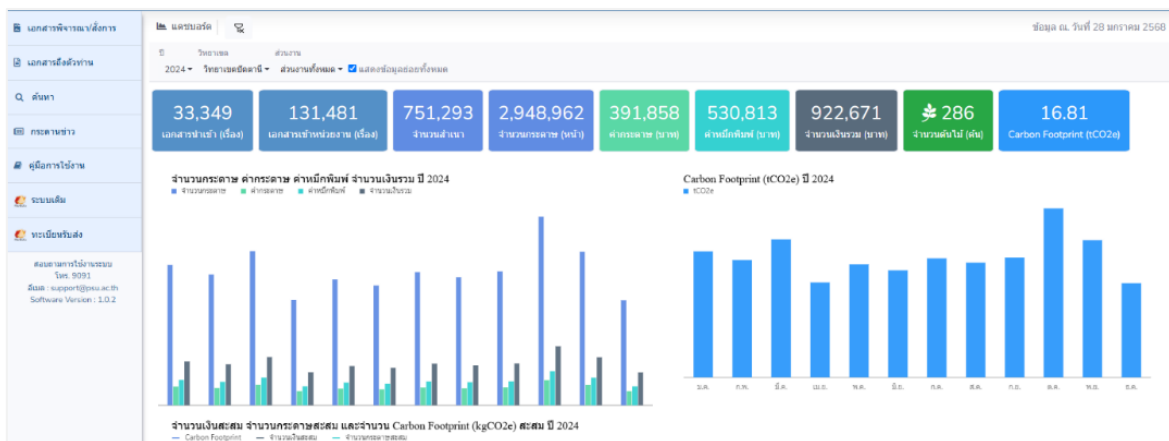 เอกสารพิจารณา/สั่งการ
เอกสารถึงตัวท่าน
ค้นหา
กระดานข่าว
คู่มือการใช้งาน
ระบบเดิม
ทะเบียนรับส่ง
สอบถามการใช้งานระบบ
โทร. 9091
อีเมล : support@psu.ac.th
Software Version : 1.0.2
แดชบอร์ด
ข้อมูล ณ. วันที่ 28 มกราคม 2568
ปี วิทยาเขต ส่วนงาน
2024 วิทยาเขตปัตตานี ส่วนงานทั้งหมด แสดงข้อมูลย่อยทั้งหมด
33,349
เอกสารนำเข้า (เรื่อง)
131,481
เอกสารเข้าหน่วยงาน (เรื่อง)
751,293
จำนวนสำเนา
2,948,962
จำนวนกระดาษ (หน้า)
391,858
ค่ากระดาษ (บาท)
530,813
ค่าหมึกพิมพ์ (บาท)
922,671
จำนวนเงินรวม (บาท)
286
จำนวนต้นไม้ (ต้น)
16.81
Carbon Footprint (tCO2e)
จำนวนกระดาษ ค่ากระดาษ ค่าหมึกพิมพ์ จำนวนเงินรวม ปี 2024
จำนวนกระดาษ ค่ากระดาษ ค่าหมึกพิมพ์ จำนวนเงินรวม
Carbon Footprint (tCO2e) ปี 2024
tCO2e
ม.ค. ก.พ. มี.ค. เม.ย. พ.ค. มิ.ย. ก.ค. ส.ค. ก.ย. ต.ค. พ.ย. ธ.ค.
จำนวนเงินสะสม จำนวนกระดาษสะสม และจำนวน Carbon Footprint (kgCO2e) สะสม ปี 2024
Carbon Footprint จำนวนเงินสะสม จำนวนกระดาษสะสม